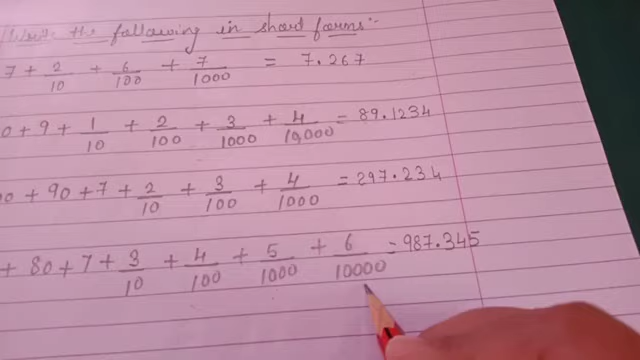 Write the following in short forms:-
7 + 2/10 + 6/100 + 7/1000 = 7.267
0 + 9 + 1/10 + 2/100 + 3/1000 + 4/10,000 = 89.1234
00 + 90 + 7 + 2/10 + 3/100 + 4/1000 = 297.234
+ 80 + 7 + 3/10 + 4/100 + 5/1000 + 6/10000 = 987.345